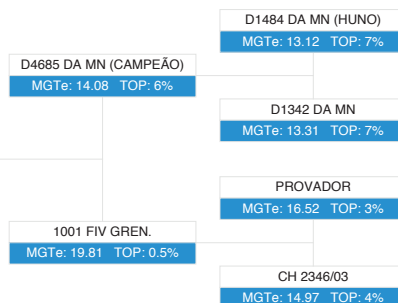 D1484 DA MN (HUNO)
MGTe: 13.12 TOP: 7%
D4685 DA MN (CAMPEÃO)
MGTe: 14.08 TOP: 6%
D1342 DA MN
MGTe: 13.31 TOP: 7%
PROVADOR
MGTe: 16.52 TOP: 3%
1001 FIV GREN.
MGTe: 19.81 TOP: 0.5%
CH 2346/03
MGTe: 14.97 TOP: 4%